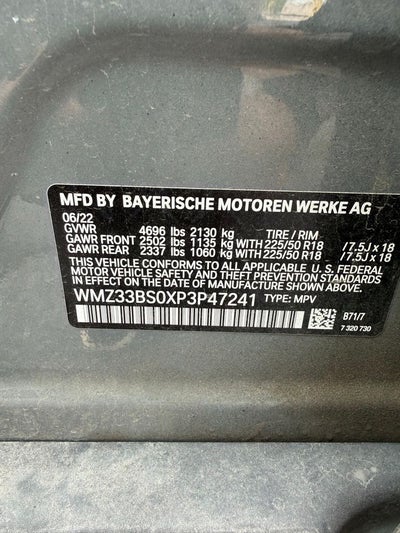 MFD BY BAYERISCHE MOTOREN WERKE AG
06/22
GVWR 4696 lbs 2130 kg TIRE / RIM
GAWR FRONT 2502 lbs 1135 kg WITH 225/50 R18 /7.5J x 18
GAWR REAR 2337 lbs 1060 kg WITH 225/50 R18 /7.5J x 18
THIS VEHICLE CONFORMS TO ALL APPLICABLE U.S. FEDERAL
MOTOR VEHICLE SAFETY AND THEFT PREVENTION STANDARDS
IN EFFECT ON THE DATE OF MANUFACTURE SHOWN ABOVE.
WMZ33BS0XP3P47241 TYPE: MPV
B71/7
7 320 730